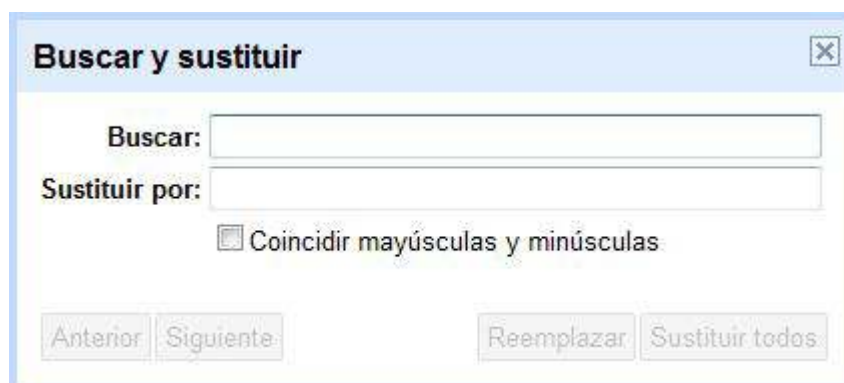 Buscar y sustituir
Buscar:
Sustituir por:
Coincidir mayúsculas y minúsculas
Anterior Siguiente Reemplazar Sustituir todos